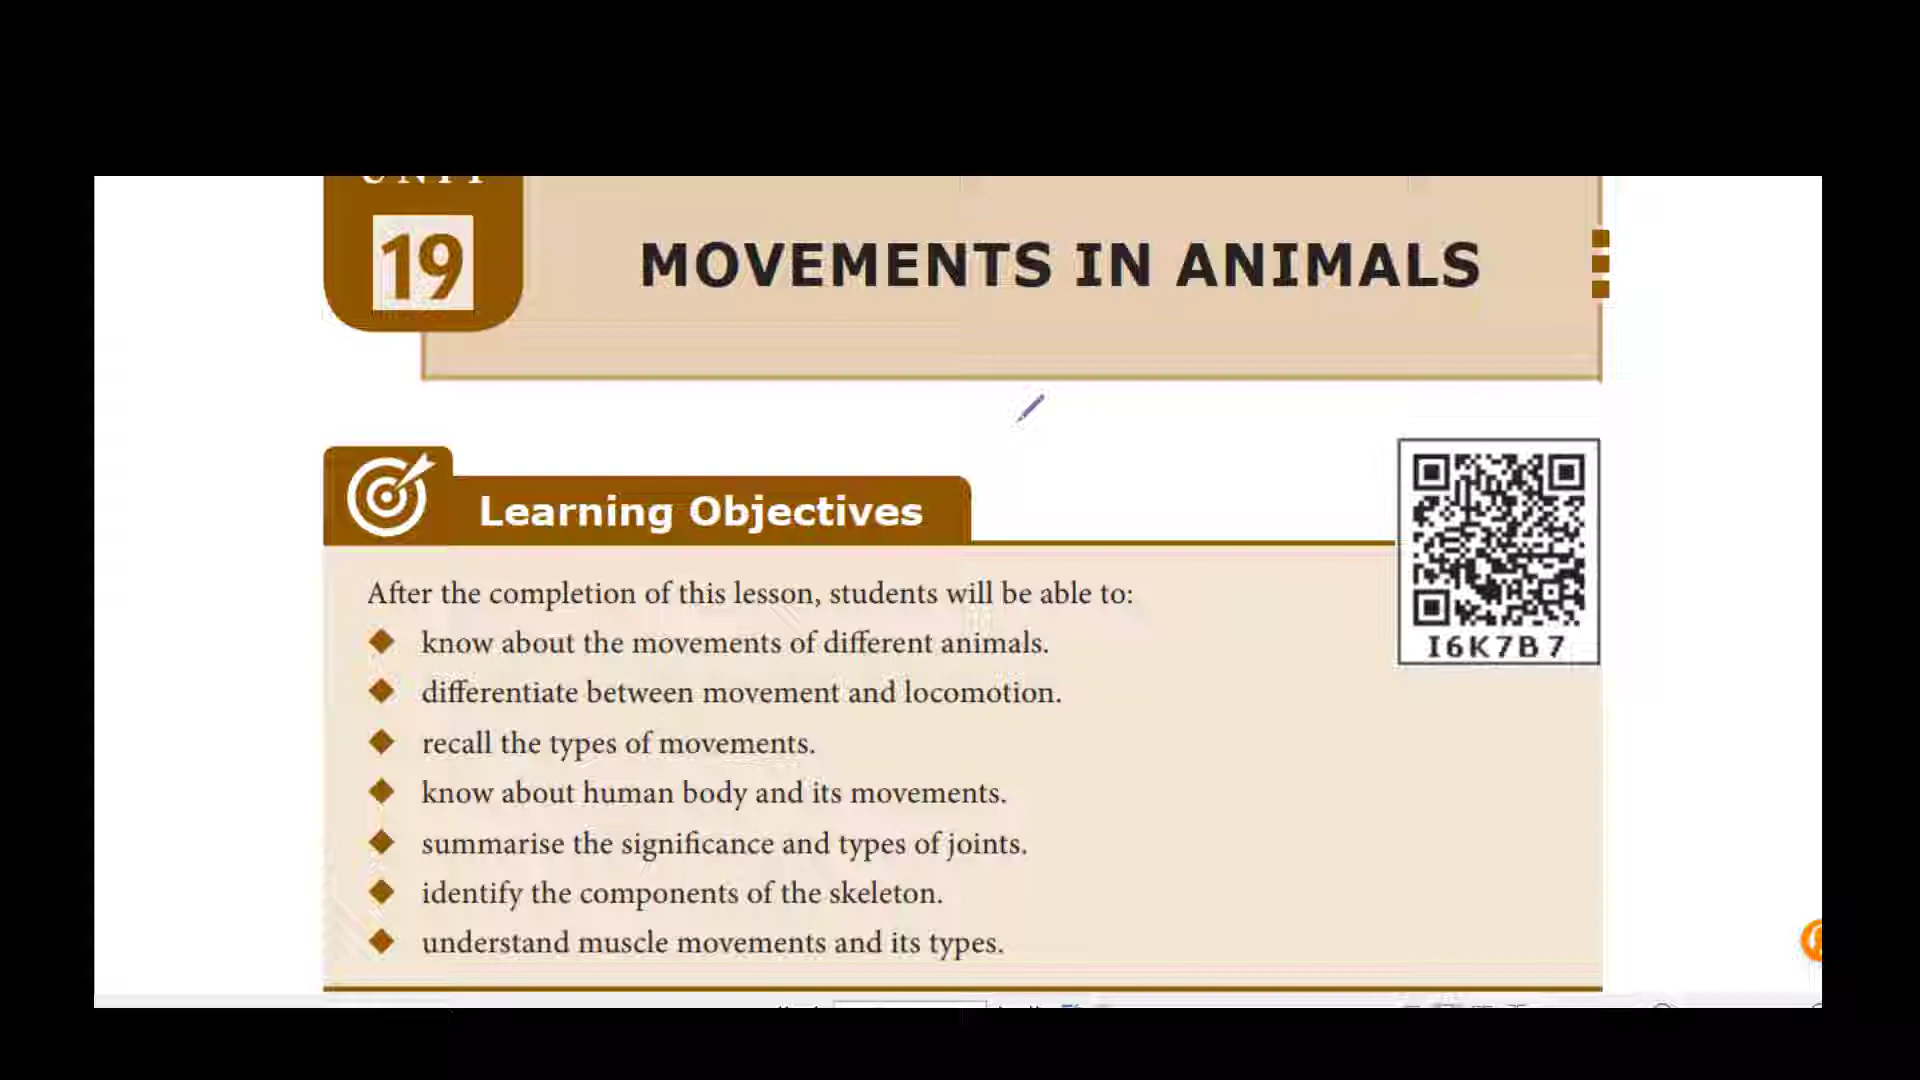 UNIT
19
MOVEMENTS IN ANIMALS
Learning Objectives
I6K7B7
After the completion of this lesson, students will be able to:
know about the movements of different animals.
differentiate between movement and locomotion.
recall the types of movements.
know about human body and its movements.
summarise the significance and types of joints.
identify the components of the skeleton.
understand muscle movements and its types.